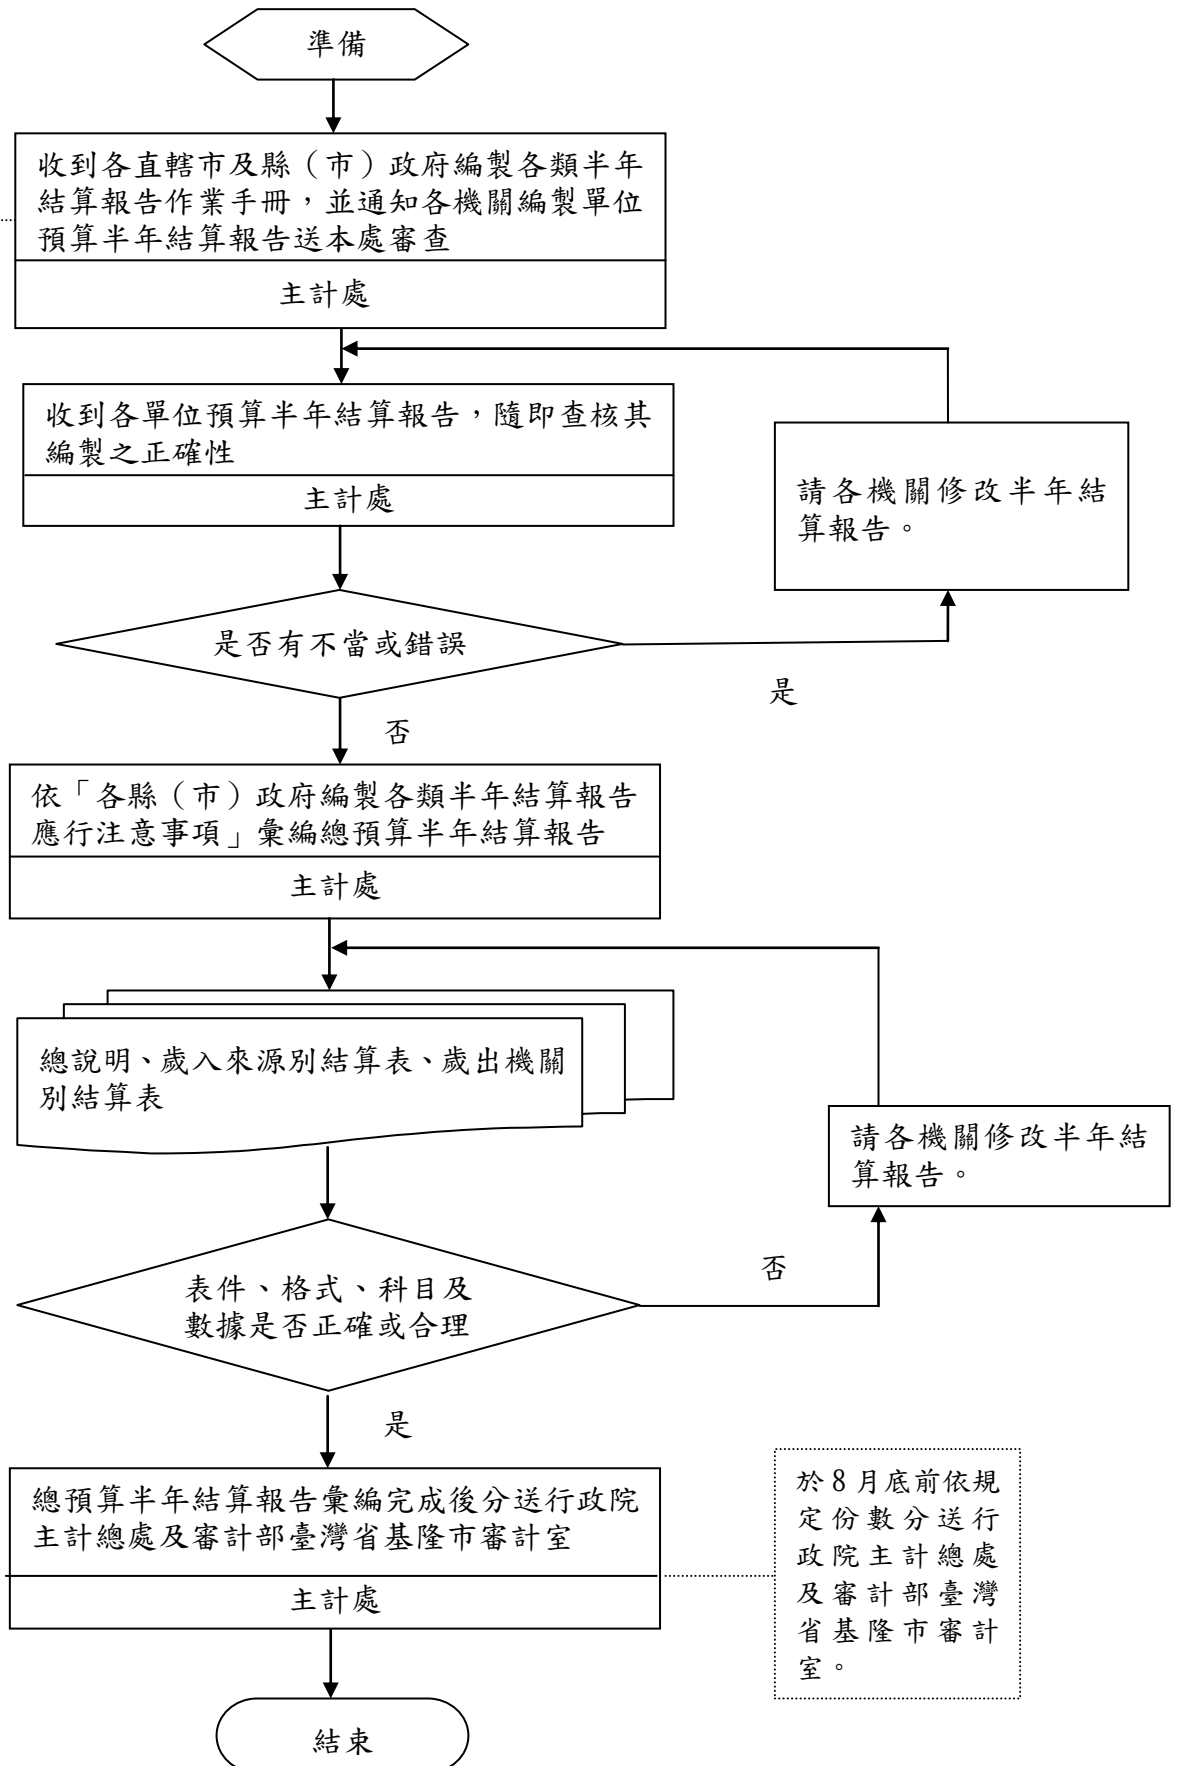 準備
收到各直轄市及縣（市）政府編製各類半年
結算報告作業手冊，並通知各機關編製單位
預算半年結算報告送本處審查
主計處
收到各單位預算半年結算報告，隨即查核其
編製之正確性
主計處
請各機關修改半年結
算報告。
是否有不當或錯誤
是
否
依「各縣（市）政府編製各類半年結算報告
應行注意事項」彙編總預算半年結算報告
主計處
總說明、歲入來源別結算表、歲出機關
別結算表
請各機關修改半年結
算報告。
表件、格式、科目及
數據是否正確或合理
否
是
總預算半年結算報告彙編完成後分送行政院
主計總處及審計部臺灣省基隆市審計室
主計處
於8月底前依規
定份數分送行
政院主計總處
及審計部臺灣
省基隆市審計
室。
結束